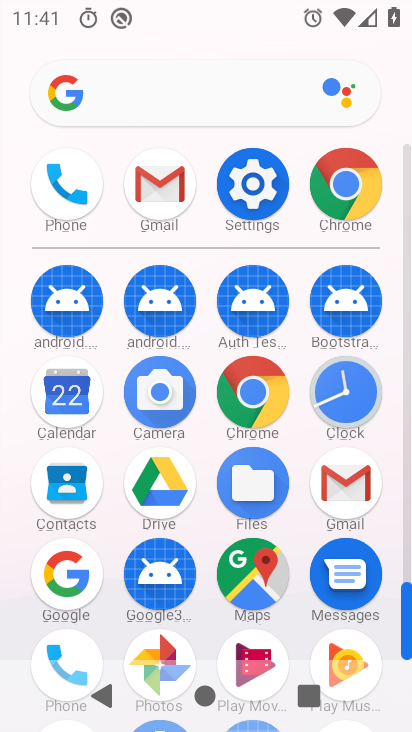 11:41
Phone Gmail Settings Chrome
android.... android.... Auth Tes... Bootstra...
22
Calendar Camera Chrome Clock
Contacts Drive Files Gmail
Google Google3... Maps Messages
Phone Photos Play Mov... Play Mus...